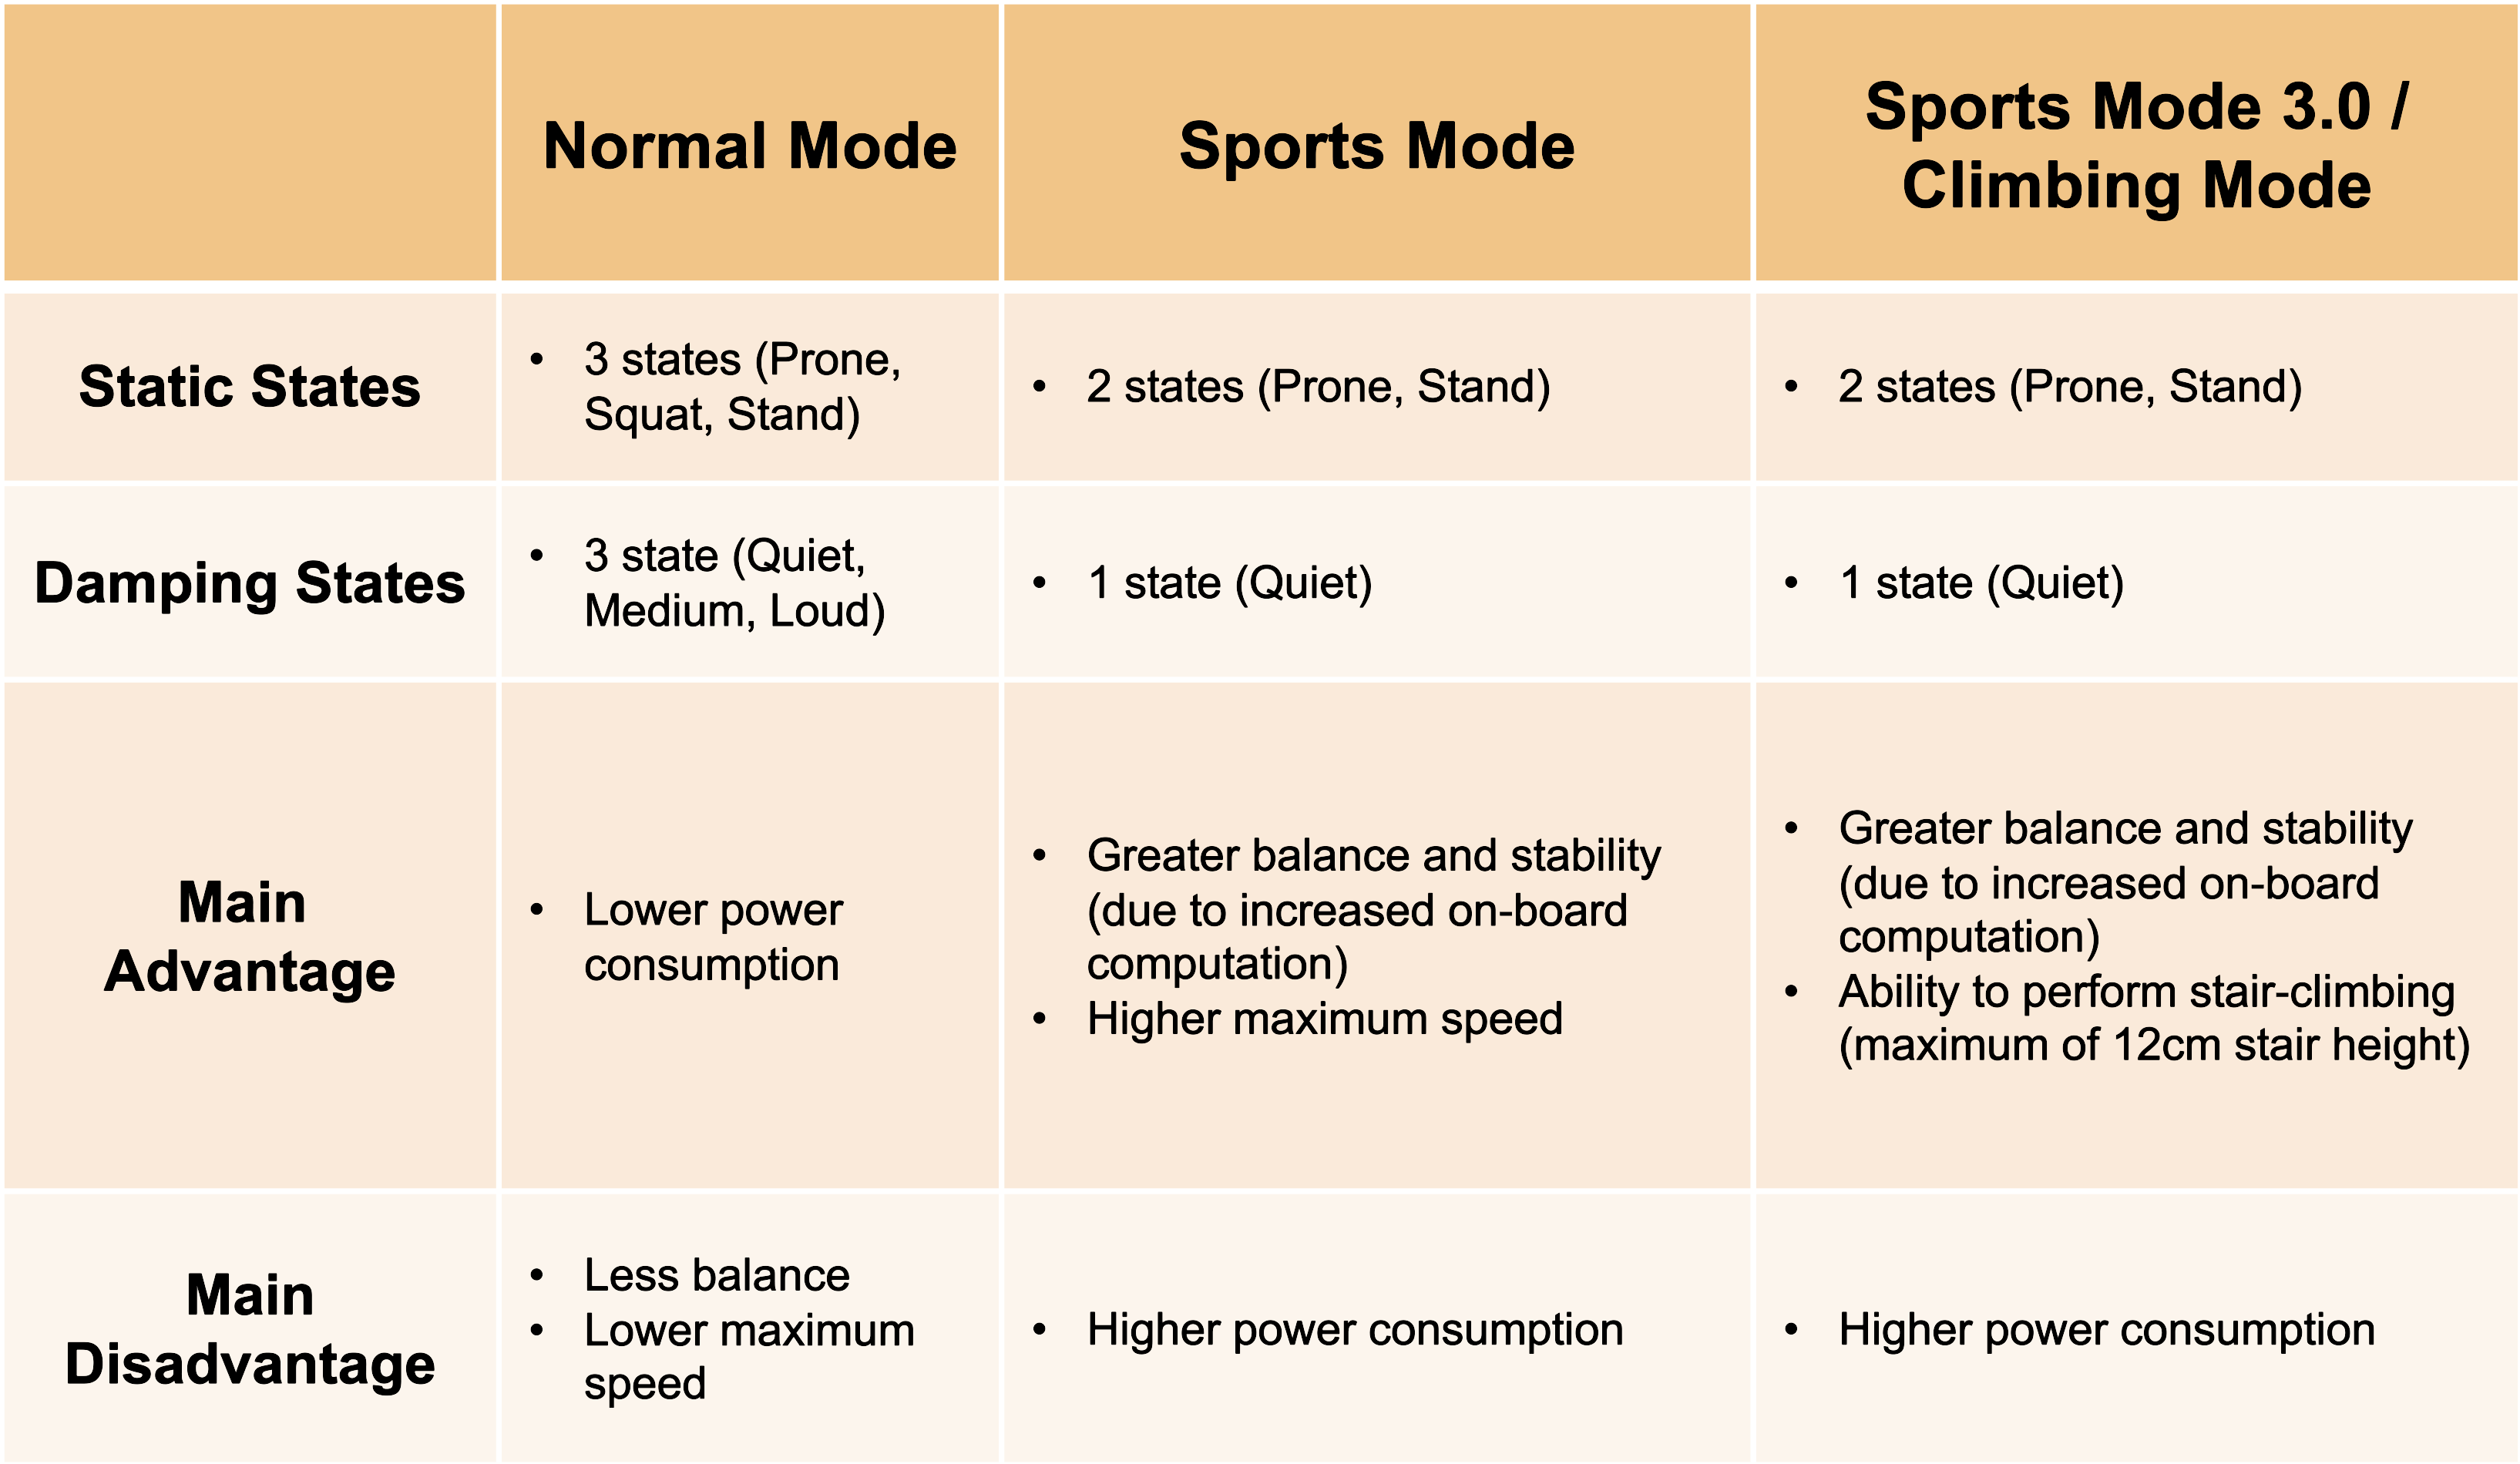 Normal Mode
Sports Mode
Sports Mode 3.0 /
Climbing Mode
Static States
• 3 states (Prone,
Squat, Stand)
• 2 states (Prone, Stand)
• 2 states (Prone, Stand)
Damping States
• 3 state (Quiet,
Medium, Loud)
• 1 state (Quiet)
• 1 state (Quiet)
Main
Advantage
• Lower power
consumption
• Greater balance and stability
(due to increased on-board
computation)
• Higher maximum speed
• Greater balance and stability
(due to increased on-board
computation)
• Ability to perform stair-climbing
(maximum of 12cm stair height)
Main
Disadvantage
• Less balance
• Lower maximum
speed
• Higher power consumption
• Higher power consumption